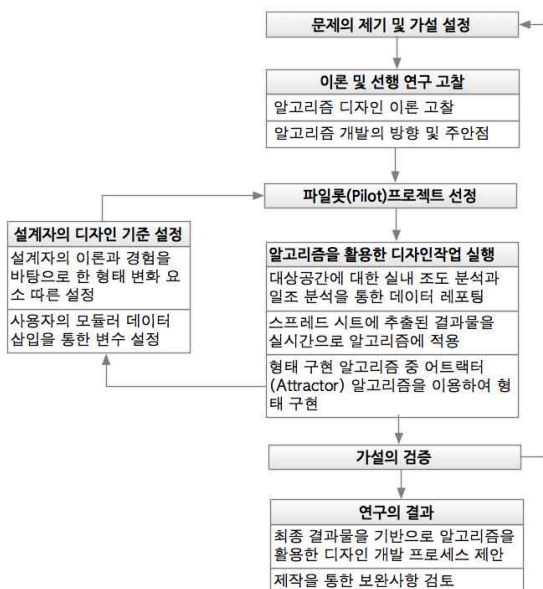 문제의 제기 및 가설 설정
이론 및 선행 연구 고찰
알고리즘 디자인 이론 고찰
알고리즘 개발의 방향 및 주안점
파일롯(Pilot)프로젝트 선정
설계자의 디자인 기준 설정
설계자의 이론과 경험을
바탕으로 한 형태 변화 요
소 따른 설정
사용자의 모듈러 데이터
삽입을 통한 변수 설정
알고리즘을 활용한 디자인작업 실행
대상공간에 대한 실내 조도 분석과
일조 분석을 통한 데이터 레포팅
스프레드 시트에 추출된 결과물을
실시간으로 알고리즘에 적용
형태 구현 알고리즘 중 어트랙터
(Attractor) 알고리즘을 이용하여 형
태 구현
가설의 검증
연구의 결과
최종 결과물을 기반으로 알고리즘을
활용한 디자인 개발 프로세스 제안
제작을 통한 보완사항 검토